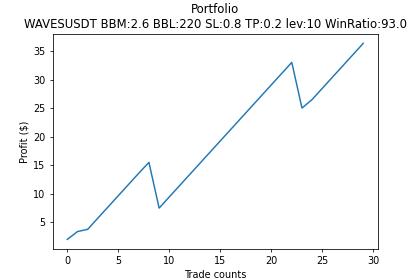 Portfolio
WAVESUSDT BBM:2.6 BBL:220 SL:0.8 TP:0.2 lev:10 WinRatio:93.0
35
30
25
20
15
10
5
Profit ($)
0 5 10 15 20 25 30
Trade counts